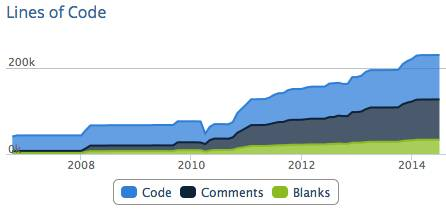 Lines of Code
200k
0k
2008 2010 2012 2014
Code Comments Blanks